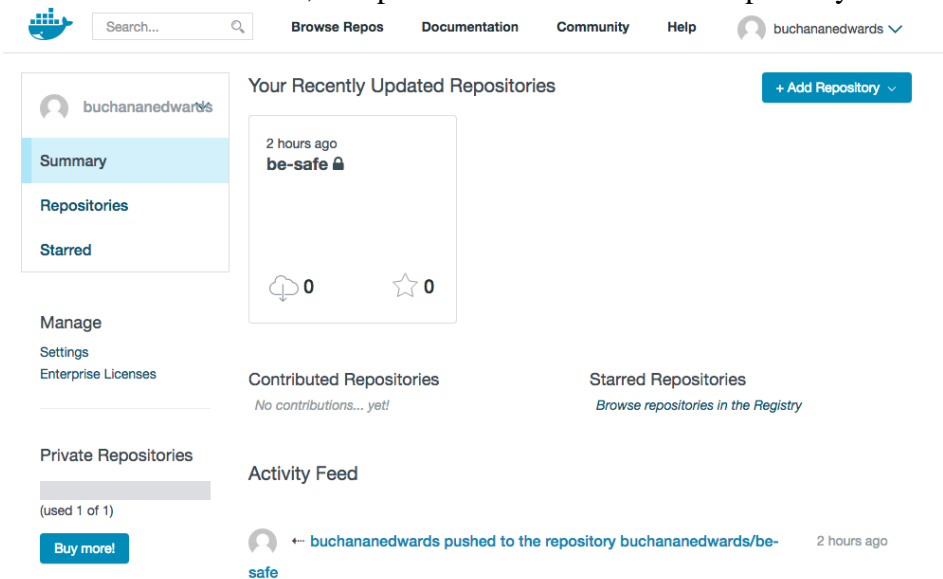 Search...
Browse Repos
Documentation
Community
Help
buchananedwards
buchananedwards
Summary
Repositories
Starred
Manage
Settings
Enterprise Licenses
Private Repositories
(used 1 of 1)
Buy more!
Your Recently Updated Repositories
+ Add Repository
2 hours ago
be-safe
0
0
Contributed Repositories
No contributions... yet!
Starred Repositories
Browse repositories in the Registry
Activity Feed
buchananedwards pushed to the repository buchananedwards/be-
safe
2 hours ago